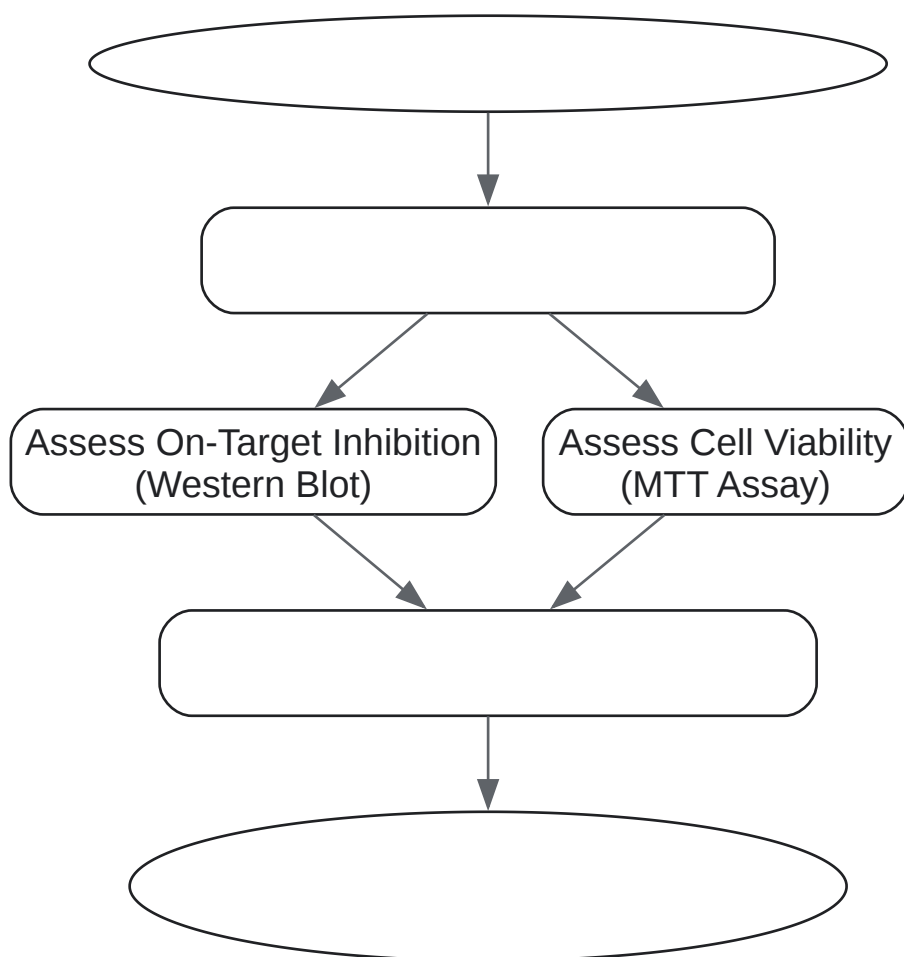 Assess On-Target Inhibition
(Western Blot)
Assess Cell Viability
(MTT Assay)